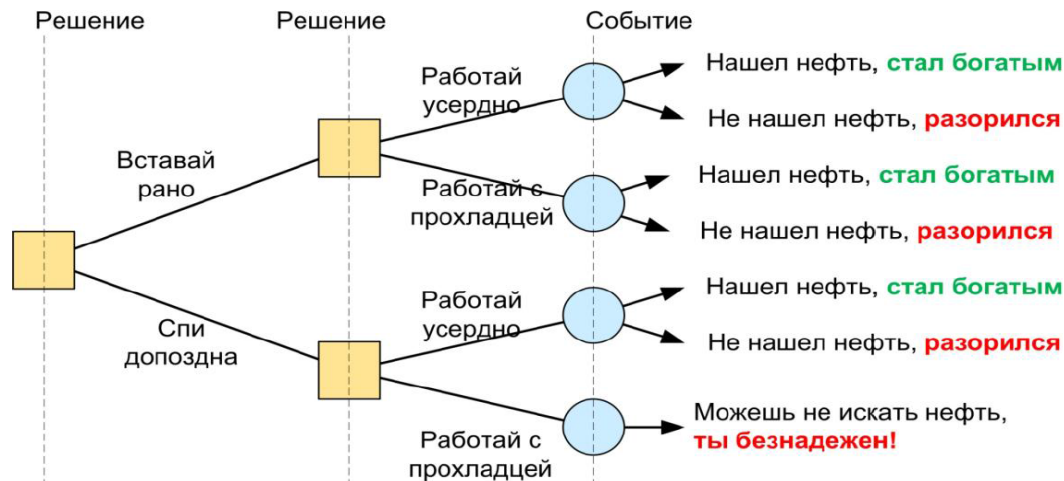 Решение
Решение
Событие
Работай
усердно
Нашел нефть, стал богатым
Не нашел нефть, разорился
Вставай
рано
Работай с
прохладцей
Нашел нефть, стал богатым
Не нашел нефть, разорился
Спи
допоздна
Работай
усердно
Нашел нефть, стал богатым
Не нашел нефть, разорился
Работай с
прохладцей
Можешь не искать нефть,
ты безнадежен!